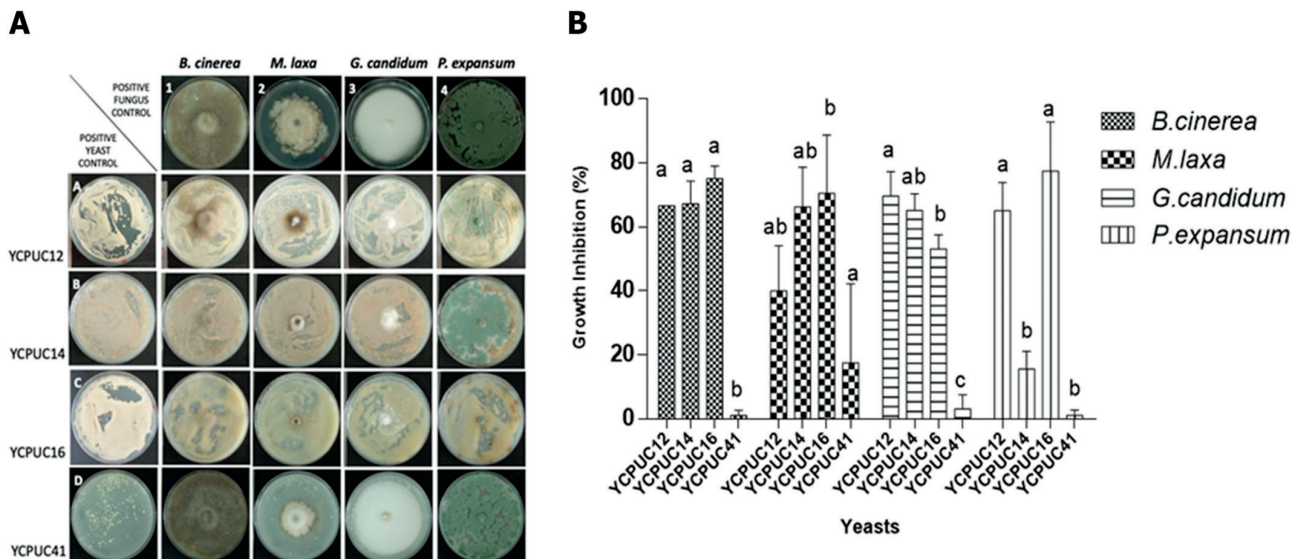 A
B. cinerea M. laxa G. candidum P. expansum
POSITIVE
FUNGUS
CONTROL
1 2 3 4
POSITIVE
YEAST
CONTROL
A
YCPUC12
B
YCPUC14
C
YCPUC16
D
YCPUC41
B
Growth Inhibition (%)
100
80
60
40
20
0
a a a b
ab ab b a
a ab b c
a b a b
YCPUC12 YCPUC14 YCPUC16 YCPUC41 YCPUC12 YCPUC14 YCPUC16 YCPUC41 YCPUC12 YCPUC14 YCPUC16 YCPUC41 YCPUC12 YCPUC14 YCPUC16 YCPUC41
Yeasts
B.cinerea
M.laxa
G.candidum
P.expansum